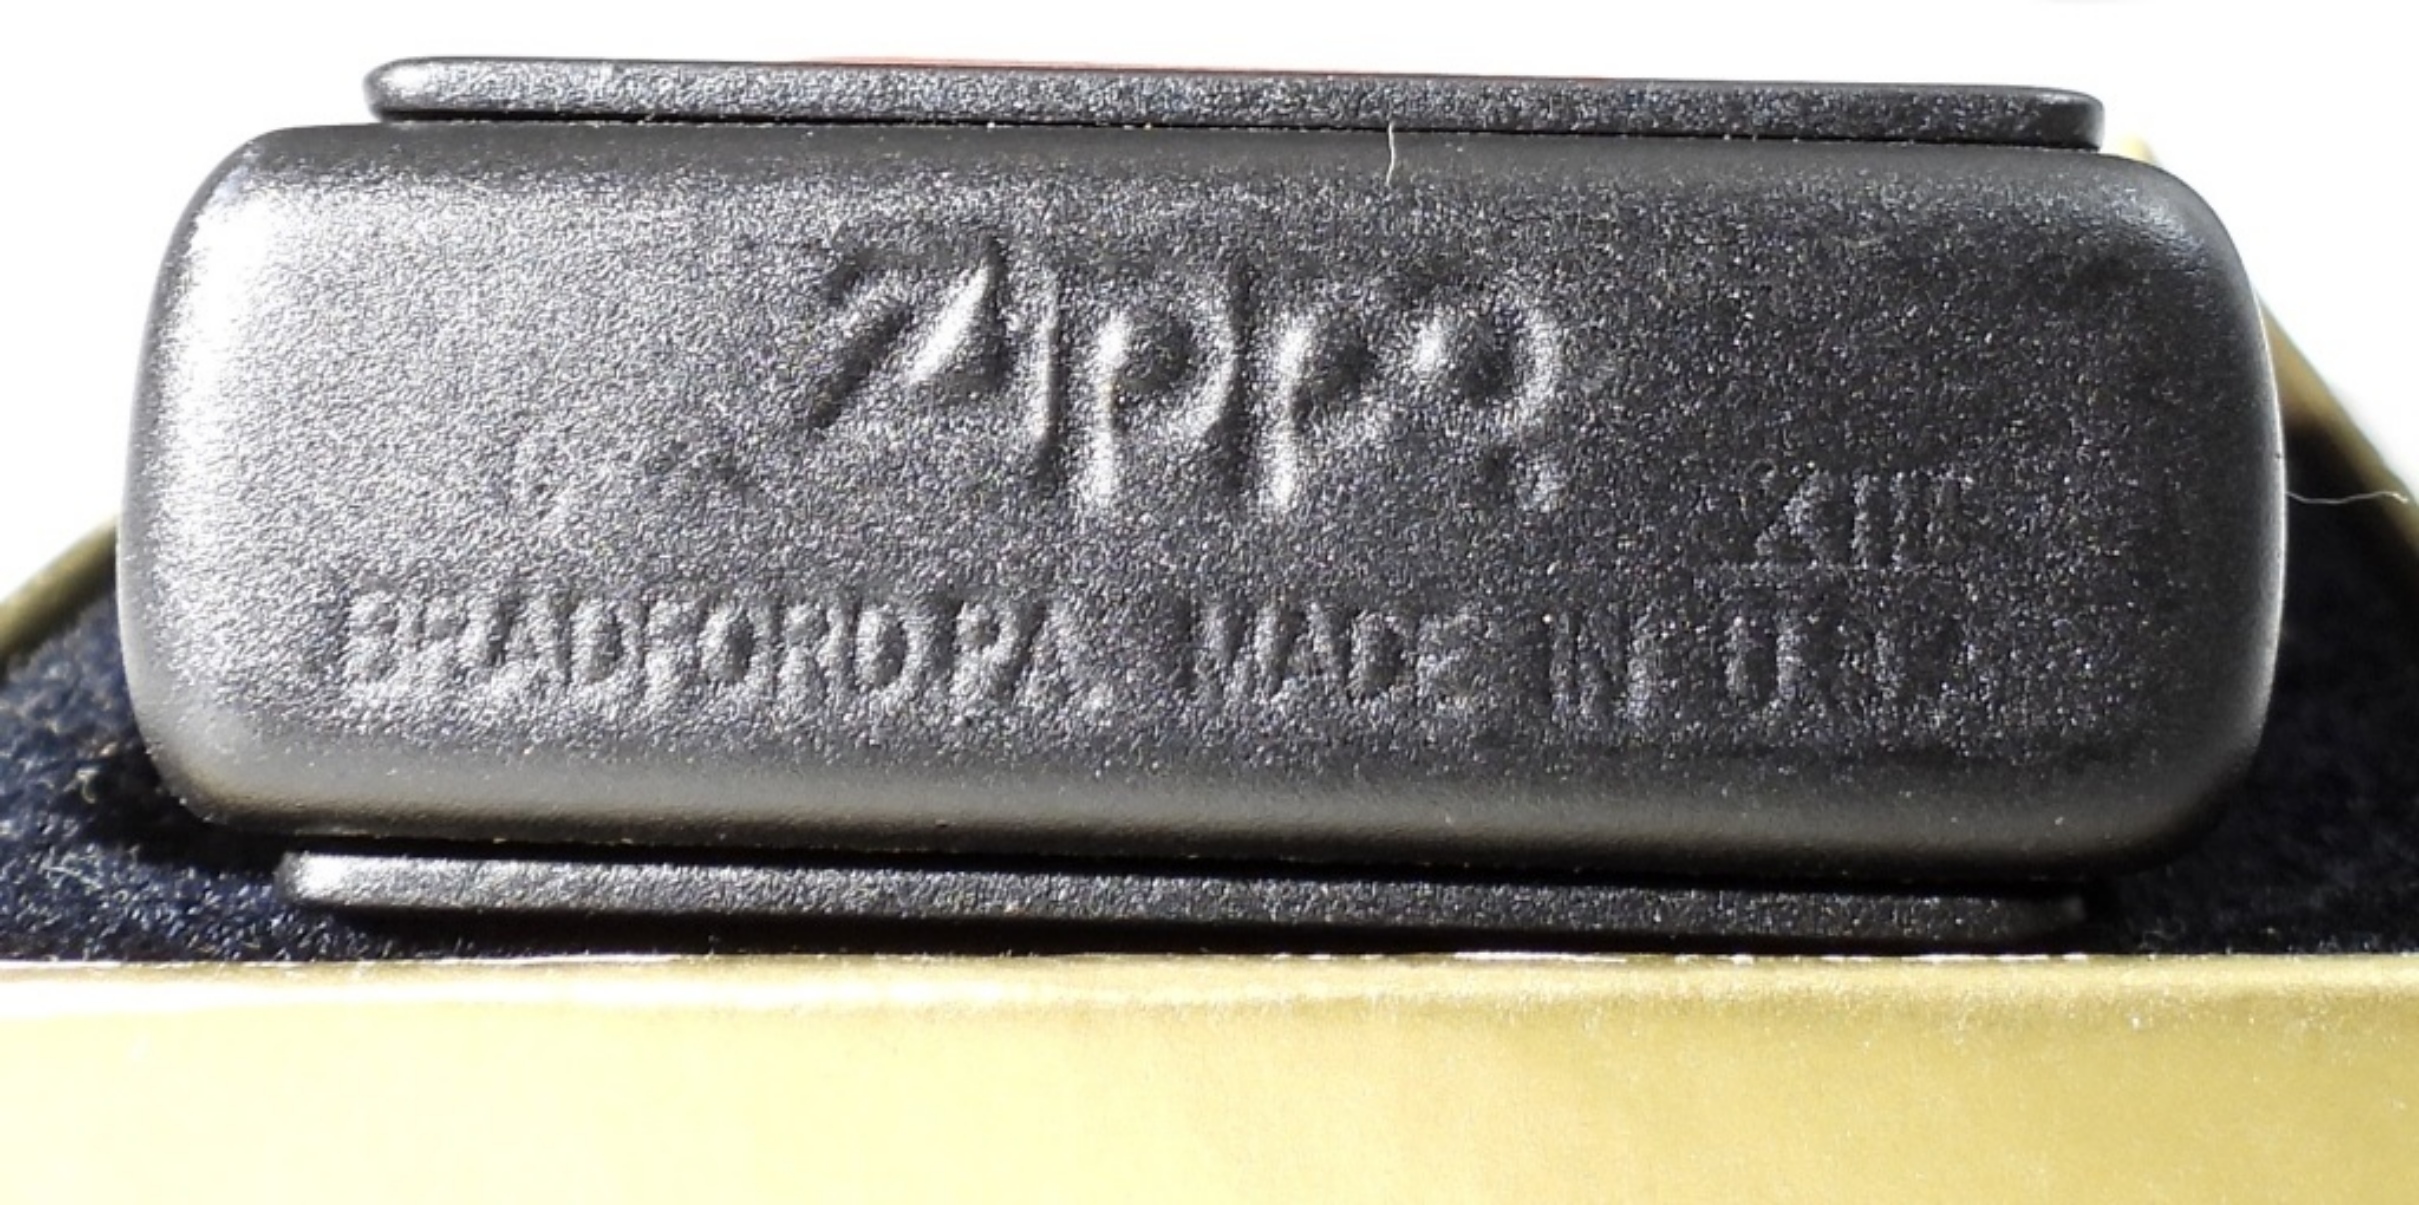 Zippo
BRADFORD, PA. MADE IN U.S.A.